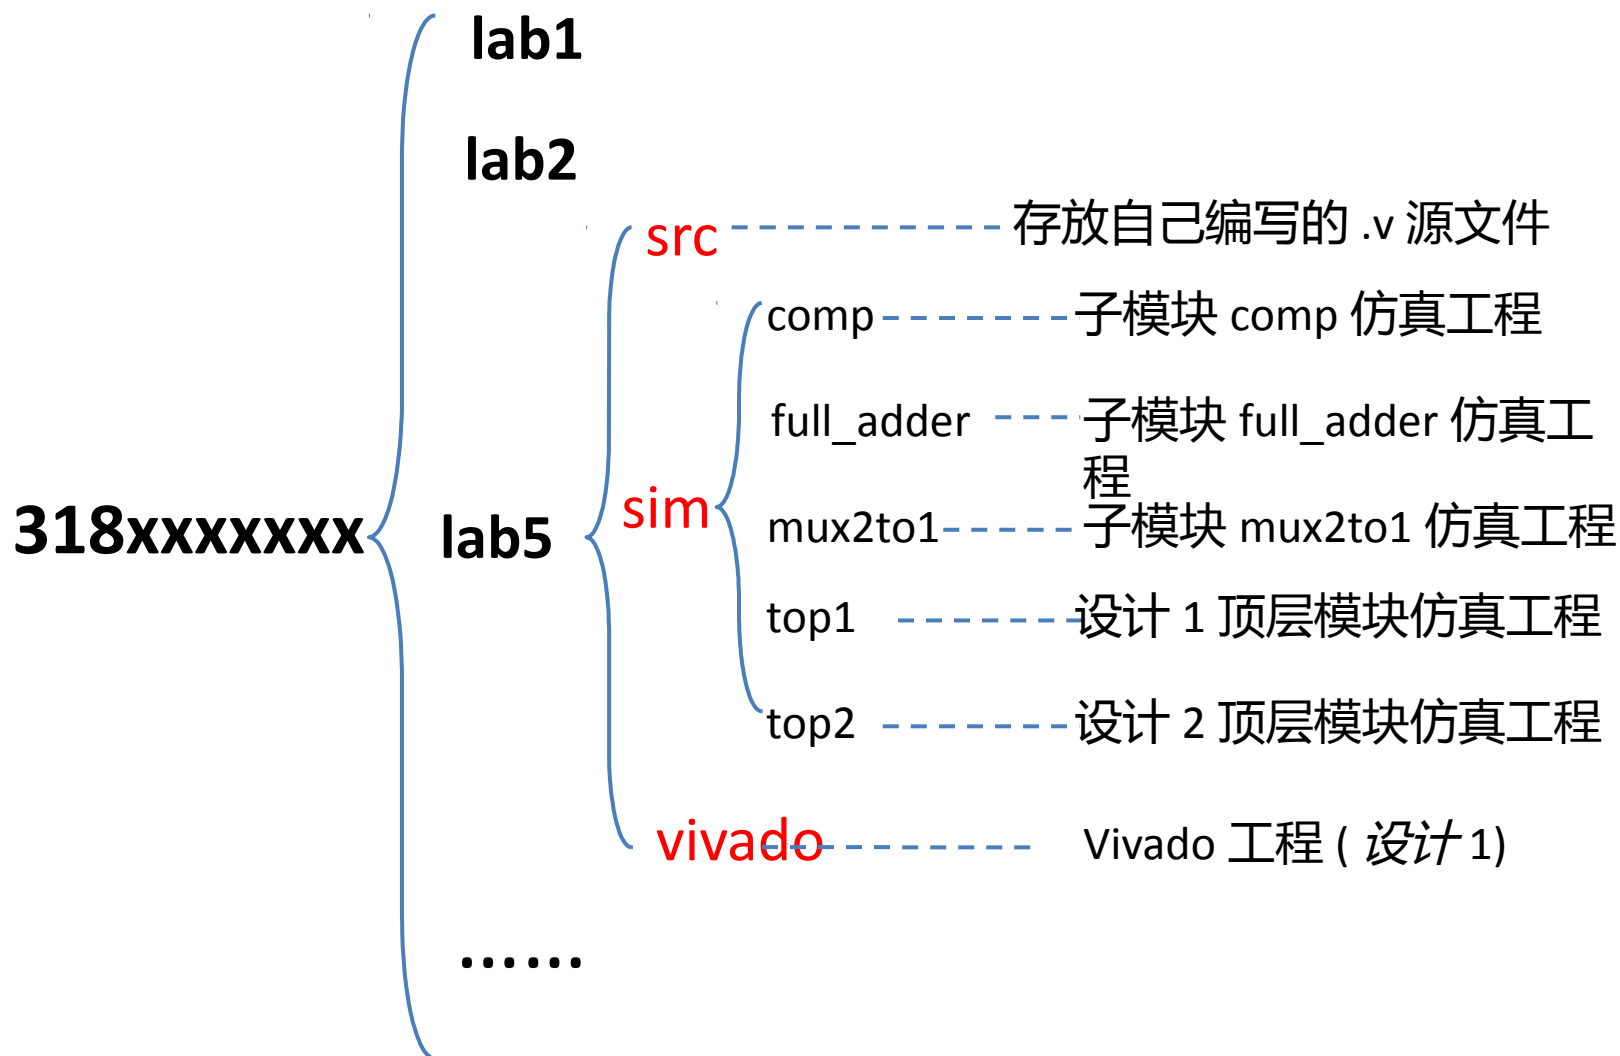 lab1
lab2
src
存放自己编写的 .v 源文件
comp
子模块 comp 仿真工程
full_adder
子模块 full_adder 仿真工
程
sim
318xxxxxxx
lab5
mux2to1
子模块 mux2to1 仿真工程
top1
设计 1 顶层模块仿真工程
top2
设计 2 顶层模块仿真工程
vivado
Vivado 工程 ( 设计 1)
……